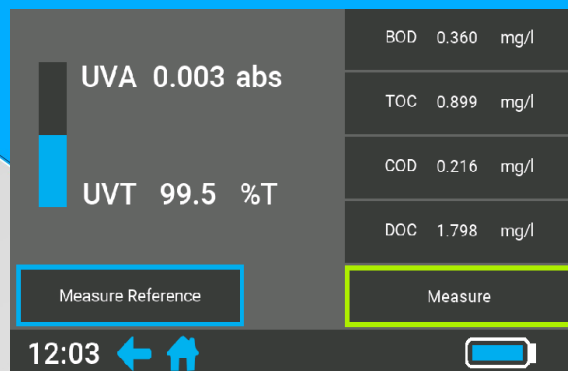 UVA 0.003 abs
UVT 99.5 %T
BOD 0.360 mg/l
TOC 0.899 mg/l
COD 0.216 mg/l
DOC 1.798 mg/l
Measure Reference
Measure
12:03